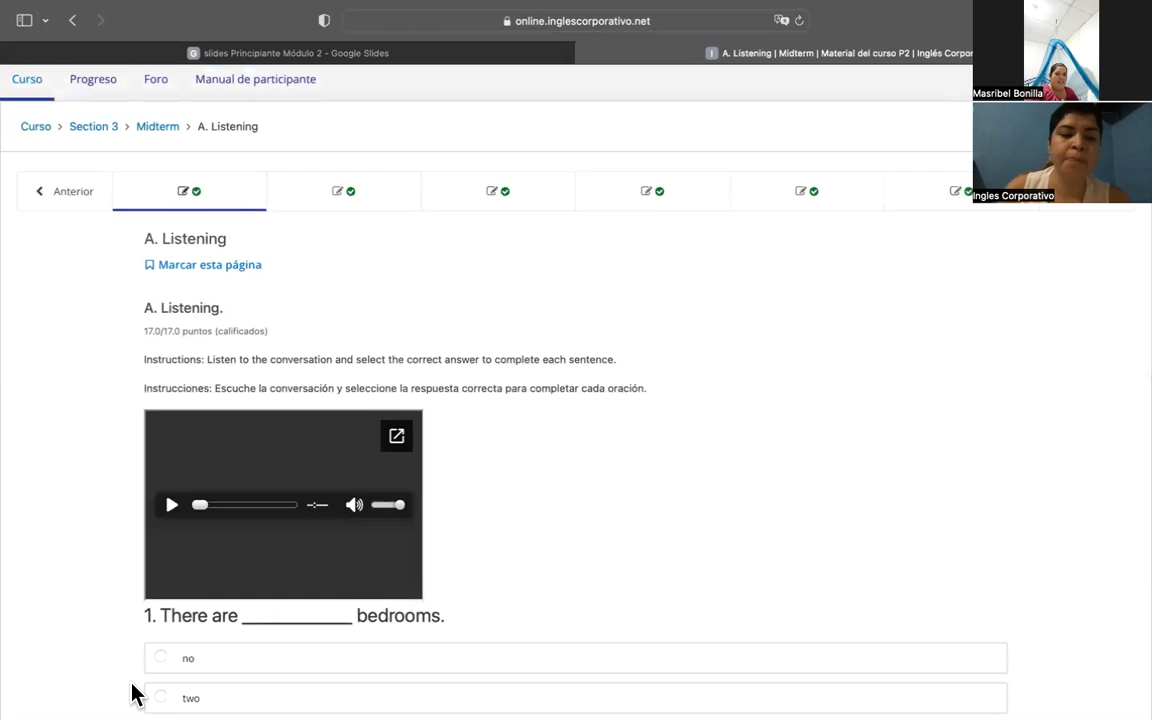 online.inglescorporativo.net
G slides Principiante Módulo 2 - Google Slides
I A. Listening | Midterm | Material del curso P2 | Inglés Corpor
Masribel Bonilla
Curso Progreso Foro Manual de participante
Curso > Section 3 > Midterm > A. Listening
Anterior
Ingles Corporativo
A. Listening
Marcar esta página
A. Listening.
17.0/17.0 puntos (calificados)
Instructions: Listen to the conversation and select the correct answer to complete each sentence.
Instrucciones: Escuche la conversación y seleccione la respuesta correcta para completar cada oración.
-:--
1. There are ___________ bedrooms.
no
two